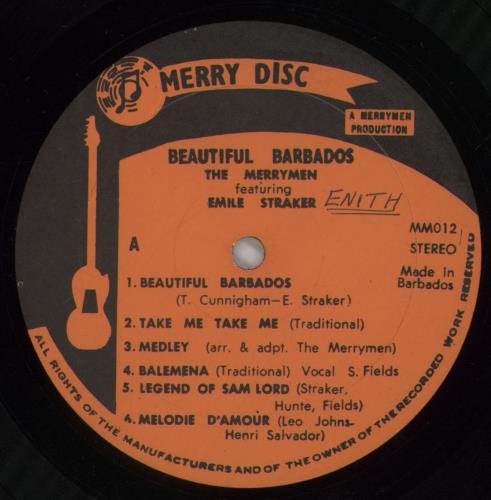 MERRY DISC
A MERRYMEN
PRODUCTION
BEAUTIFUL BARBADOS
THE MERRYMEN
featuring
EMILE STRAKER ENITH
MM012
STEREO
Made in
Barbados
A
1. BEAUTIFUL BARBADOS
(T. Cunnigham—E. Straker)
2. TAKE ME TAKE ME (Traditional)
3. MEDLEY (arr. & adpt. The Merrymen)
4. BALEMENA (Traditional) Vocal S. Fields
5. LEGEND OF SAM LORD (Straker,
Hunte, Fields)
6. MELODIE D'AMOUR (Leo Johns-
Henri Salvador)
ALL RIGHTS OF THE MANUFACTURERS AND OF THE OWNER OF THE RECORDED WORK RESERVED